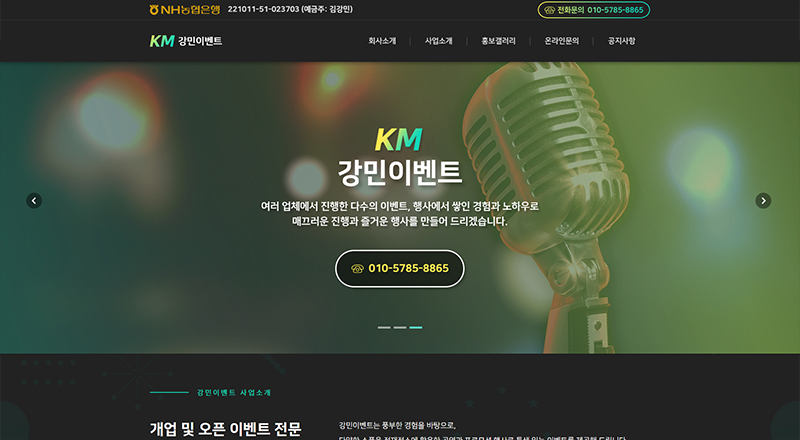 NH농협은행 221011-51-023703 (예금주: 김강민)
전화문의 010-5785-8865
KM 강민이벤트
회사소개 사업소개 홍보갤러리 온라인문의 공지사항
KM
강민이벤트
여러 업체에서 진행한 다수의 이벤트, 행사에서 쌓인 경험과 노하우로
매끄러운 진행과 즐거운 행사를 만들어 드리겠습니다.
010-5785-8865
강민이벤트 사업소개
개업 및 오픈 이벤트 전문
강민이벤트는 풍부한 경험을 바탕으로,